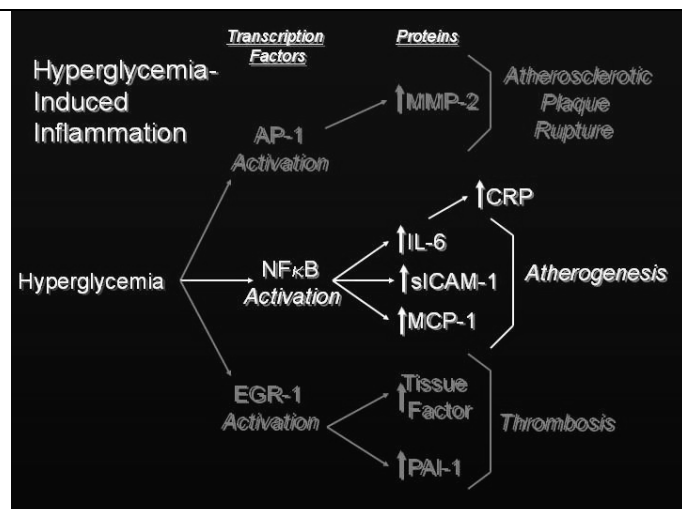 Transcription
Factors
Proteins
Hyperglycemia-
Induced
Inflammation
AP-1
Activation
↑MMP-2
Atherosclerotic
Plaque
Rupture
↑CRP
Hyperglycemia
NFκB
Activation
↑IL-6
↑sICAM-1
↑MCP-1
Atherogenesis
EGR-1
Activation
↑Tissue
Factor
↑PAI-1
Thrombosis